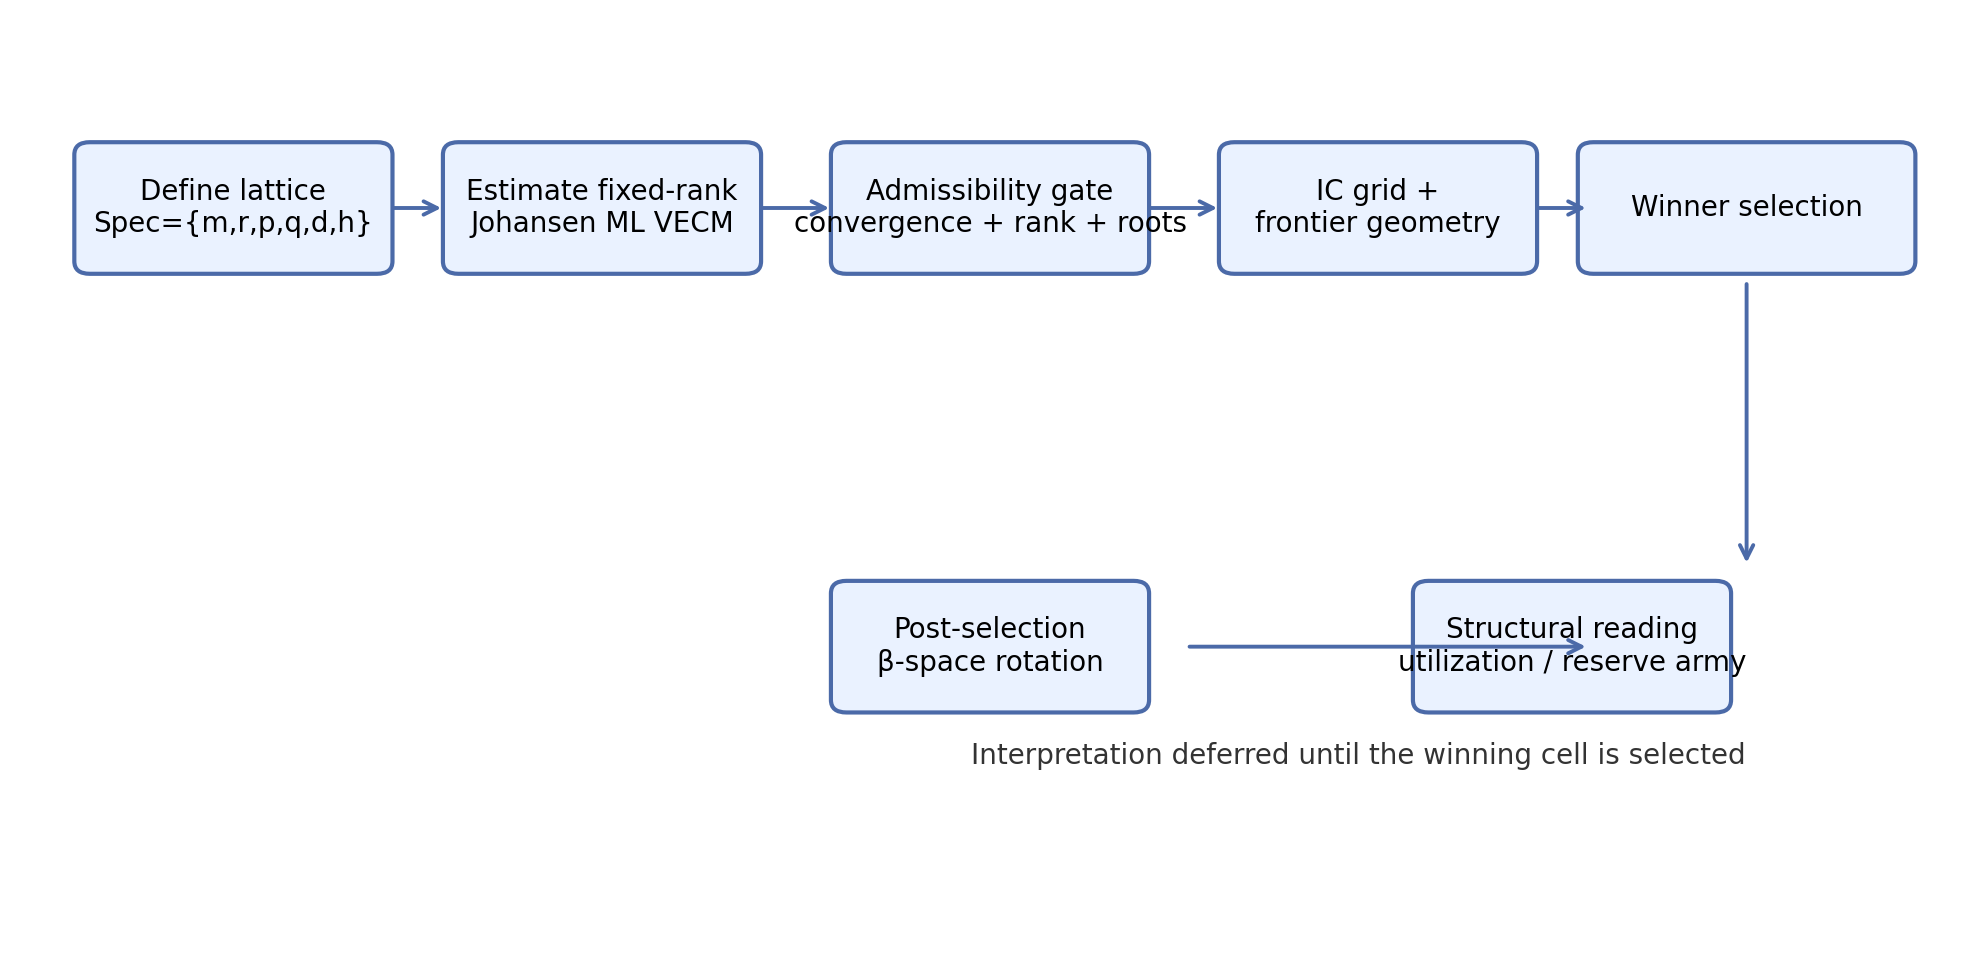 Define lattice
Spec={m,r,p,q,d,h}
Estimate fixed-rank
Johansen ML VECM
Admissibility gate
convergence + rank + roots
IC grid +
frontier geometry
Winner selection
Post-selection
β-space rotation
Structural reading
utilization / reserve army
Interpretation deferred until the winning cell is selected